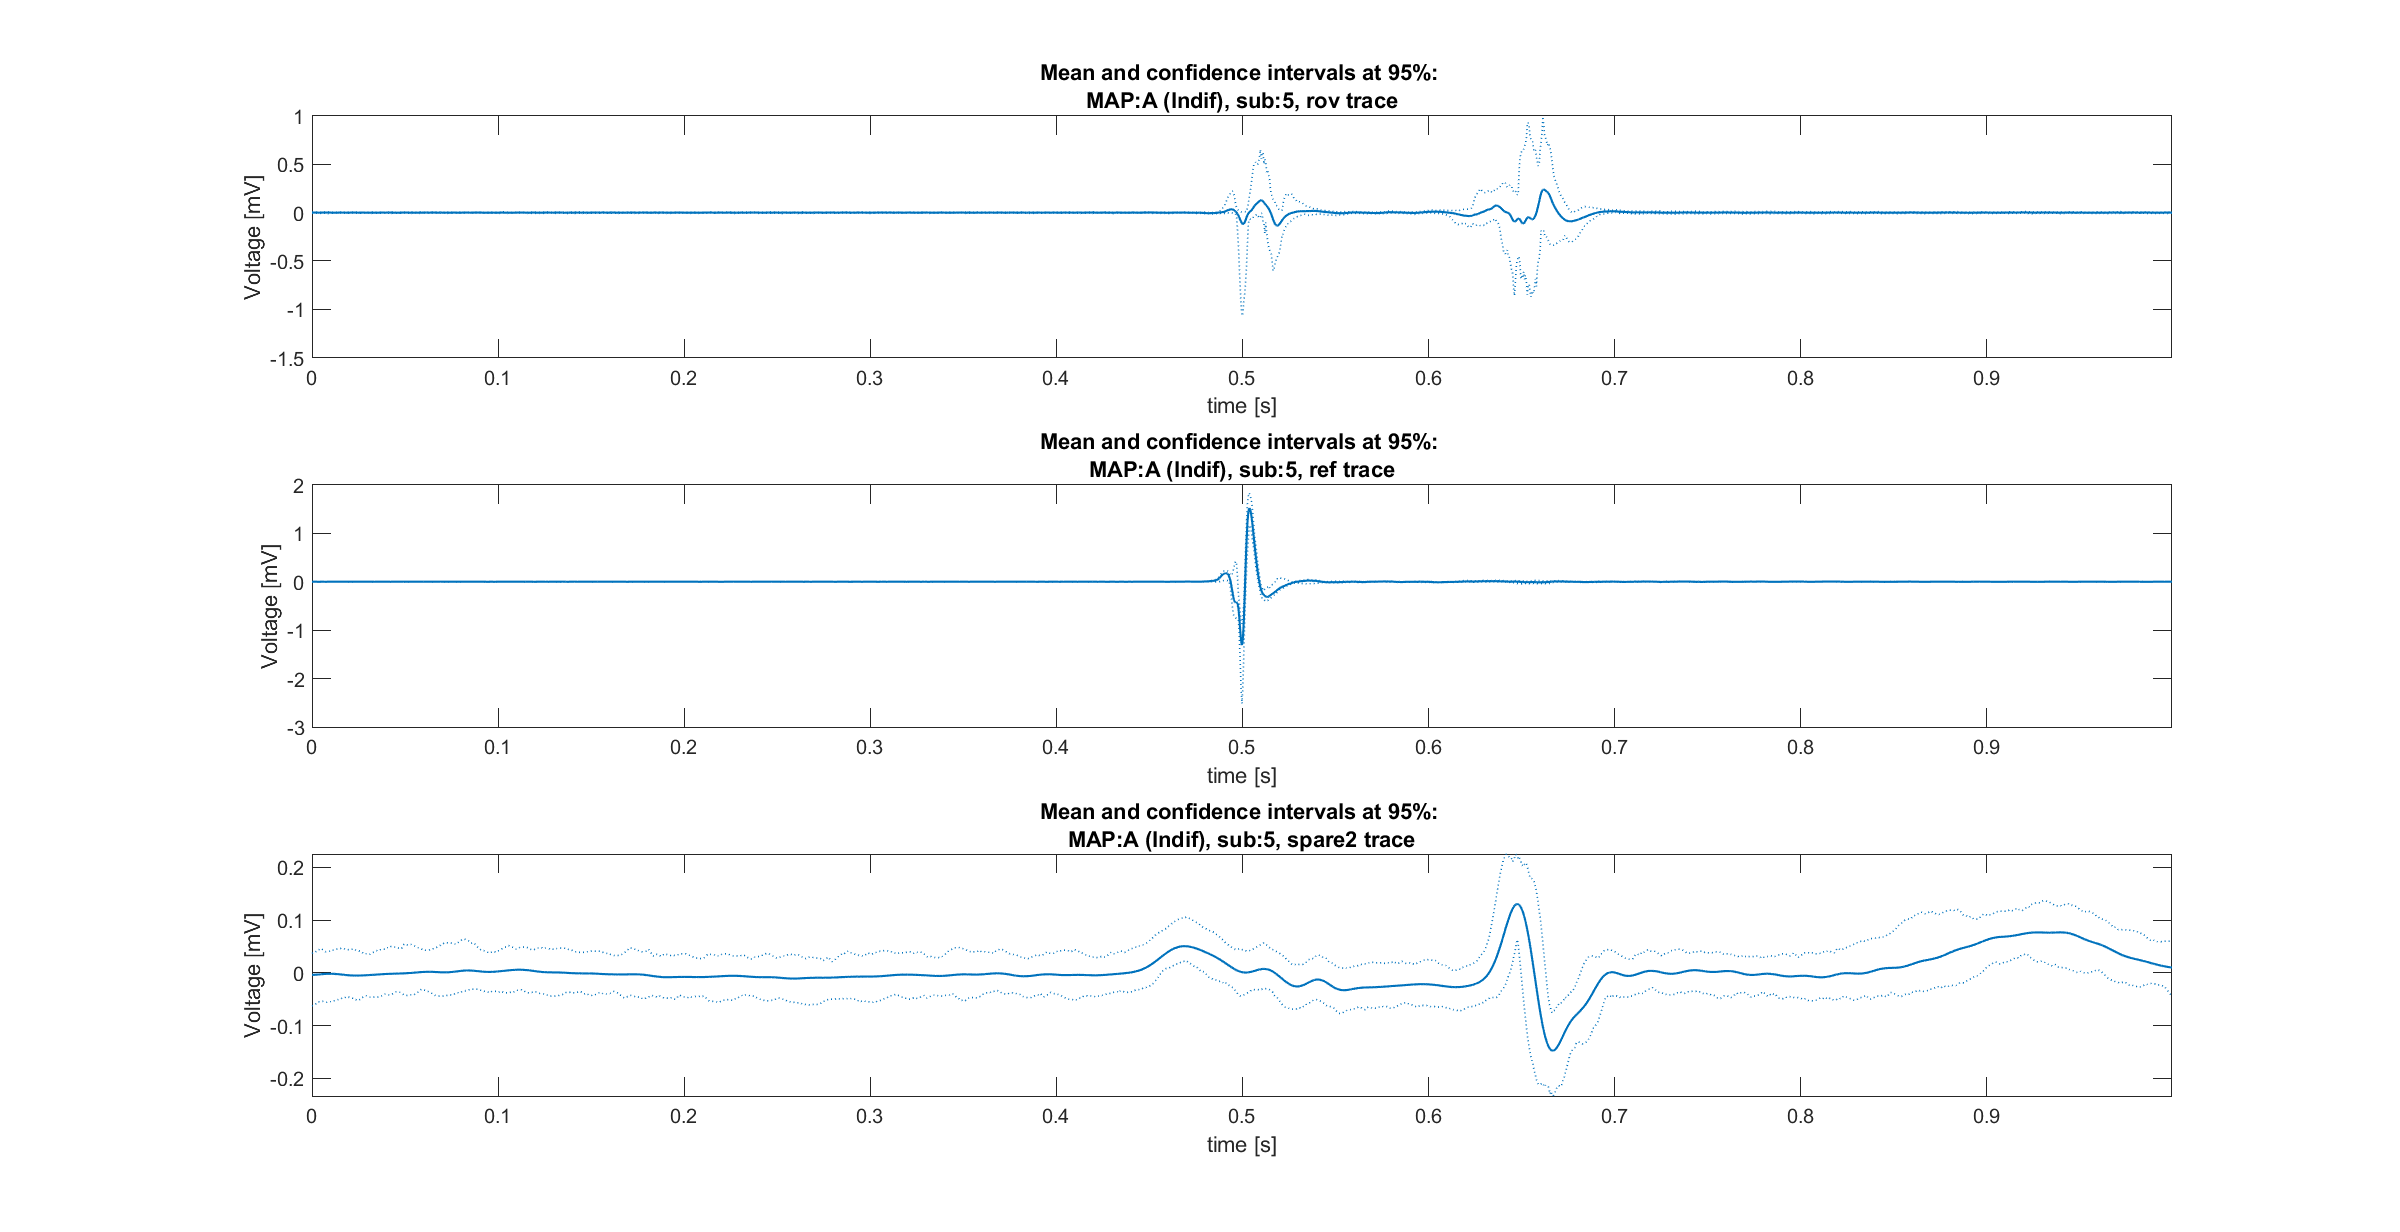 Mean and confidence intervals at 95%:
MAP:A (Indif), sub:5, rov trace
Voltage [mV]
1
0.5
0
-0.5
-1
-1.5
0 0.1 0.2 0.3 0.4 0.5 0.6 0.7 0.8 0.9
time [s]
Mean and confidence intervals at 95%:
MAP:A (Indif), sub:5, ref trace
Voltage [mV]
2
1
0
-1
-2
-3
0 0.1 0.2 0.3 0.4 0.5 0.6 0.7 0.8 0.9
time [s]
Mean and confidence intervals at 95%:
MAP:A (Indif), sub:5, spare2 trace
Voltage [mV]
0.2
0.1
0
-0.1
-0.2
0 0.1 0.2 0.3 0.4 0.5 0.6 0.7 0.8 0.9
time [s]